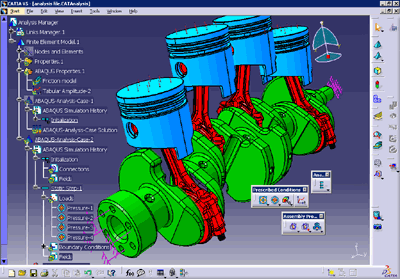 CATIA V5 - [analysis file.CATAnalysis]
Start File Edit View Insert Tools Window Help
Analysis Manager
Links Manager.1
Finite Element Model.1
Nodes and Elements
Properties.1
ABAQUS Properties.1
Friction model
Tabular Amplitude-2
ABAQUS-Analysis-Case-1
ABAQUS Simulation History
Initialization
ABAQUS-Analysis-Case Solution
ABAQUS-Analysis-Case-2
ABAQUS Simulation History
Initialization
Connections
Fields
Static Step-1
Loads
Pressure-1
Pressure-2
Pressure-3
Pressure-4
Boundary Conditions
Fields
Ass...
Prescribed Conditions
Assembly Pro...